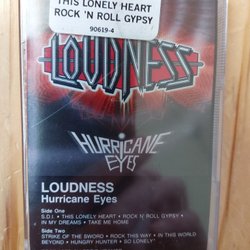 THIS LONELY HEART
ROCK 'N ROLL GYPSY
90619-4
LOUDNESS
HURRICANE
EYES
LOUDNESS
Hurricane Eyes
Side One
S.D.I. • THIS LONELY HEART • ROCK N' ROLL GYPSY •
IN MY DREAMS • TAKE ME HOME
Side Two
STRIKE OF THE SWORD • ROCK THIS WAY • IN THIS WORLD
BEYOND • HUNGRY HUNTER • SO LONELY